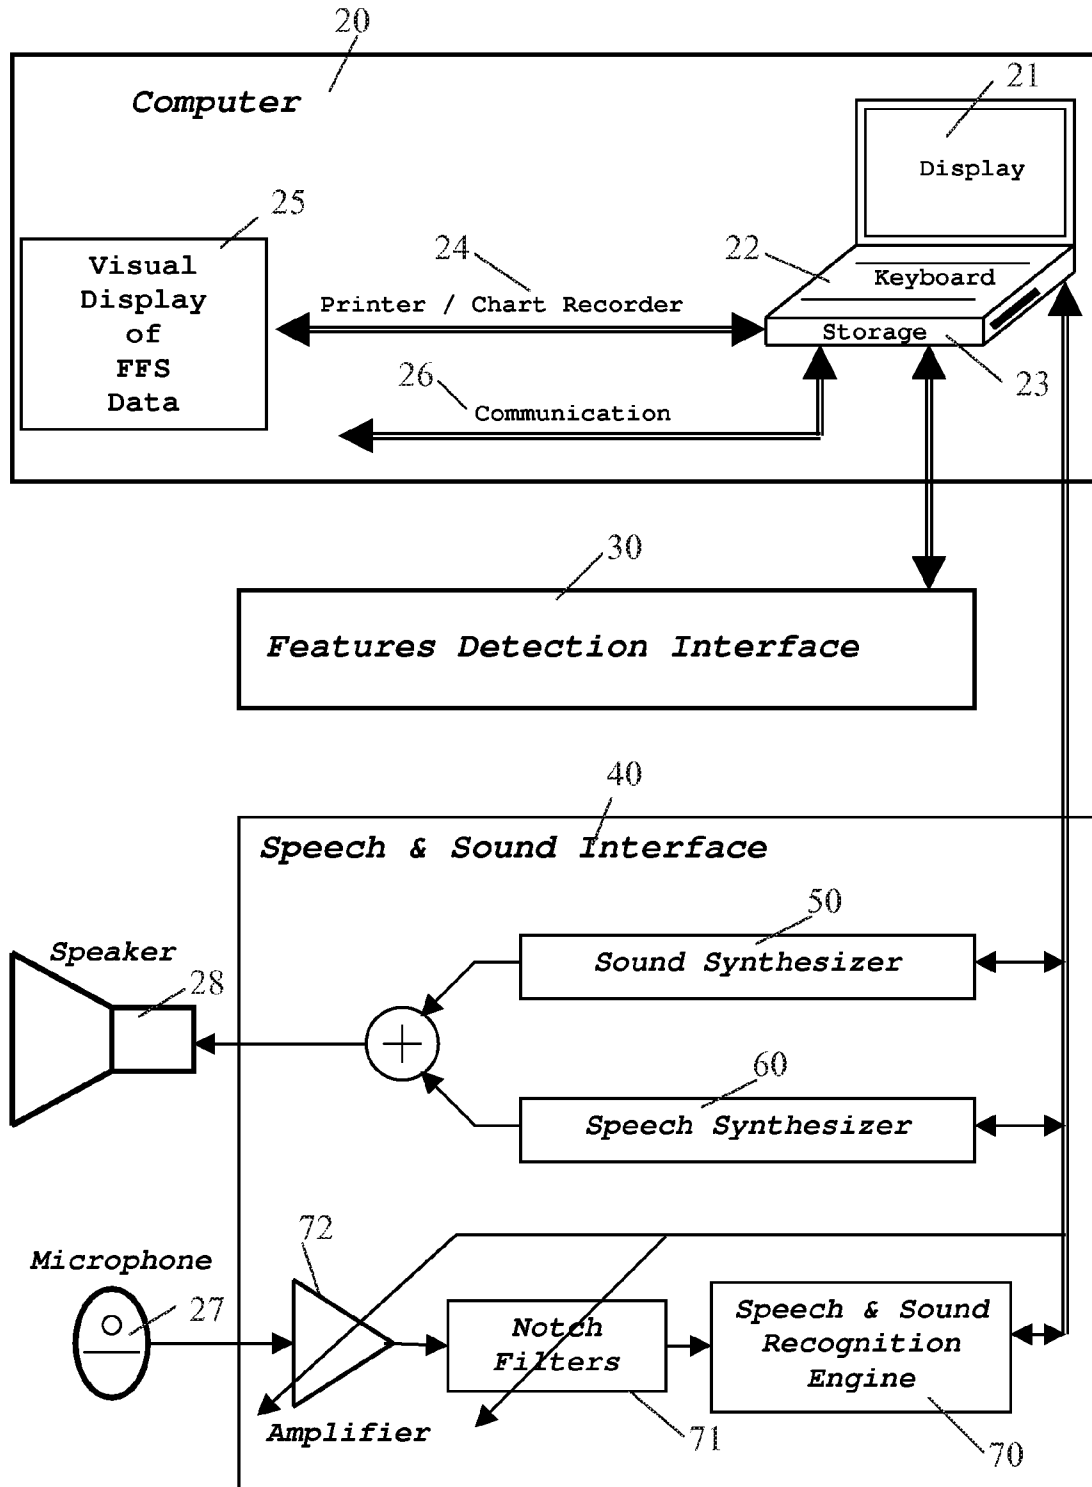 20
Computer
21
Display
25
Visual
Display
of
FFS
Data
24
Printer / Chart Recorder
22
Keyboard
Storage
23
26
Communication
30
Features Detection Interface
40
Speech & Sound Interface
50
Sound Synthesizer
Speaker
28
+
60
Speech Synthesizer
72
Microphone
27
Amplifier
Notch
Filters
71
Speech & Sound
Recognition
Engine
70